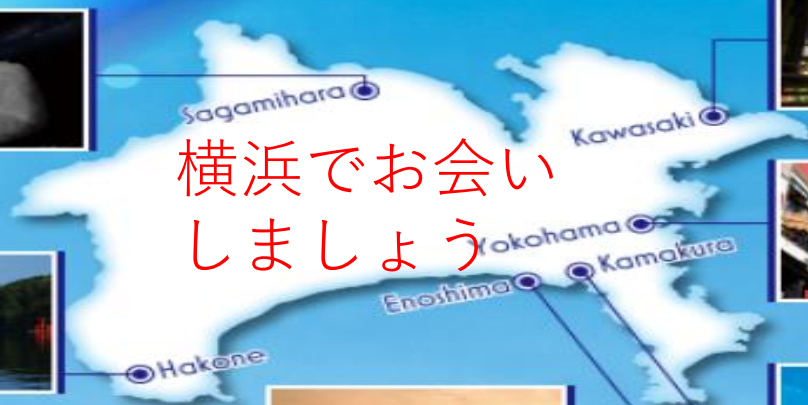 Sagamihara
Kawasaki
横浜でお会い
しましょう
Yokohama
Kamakura
Enoshima
Hakone